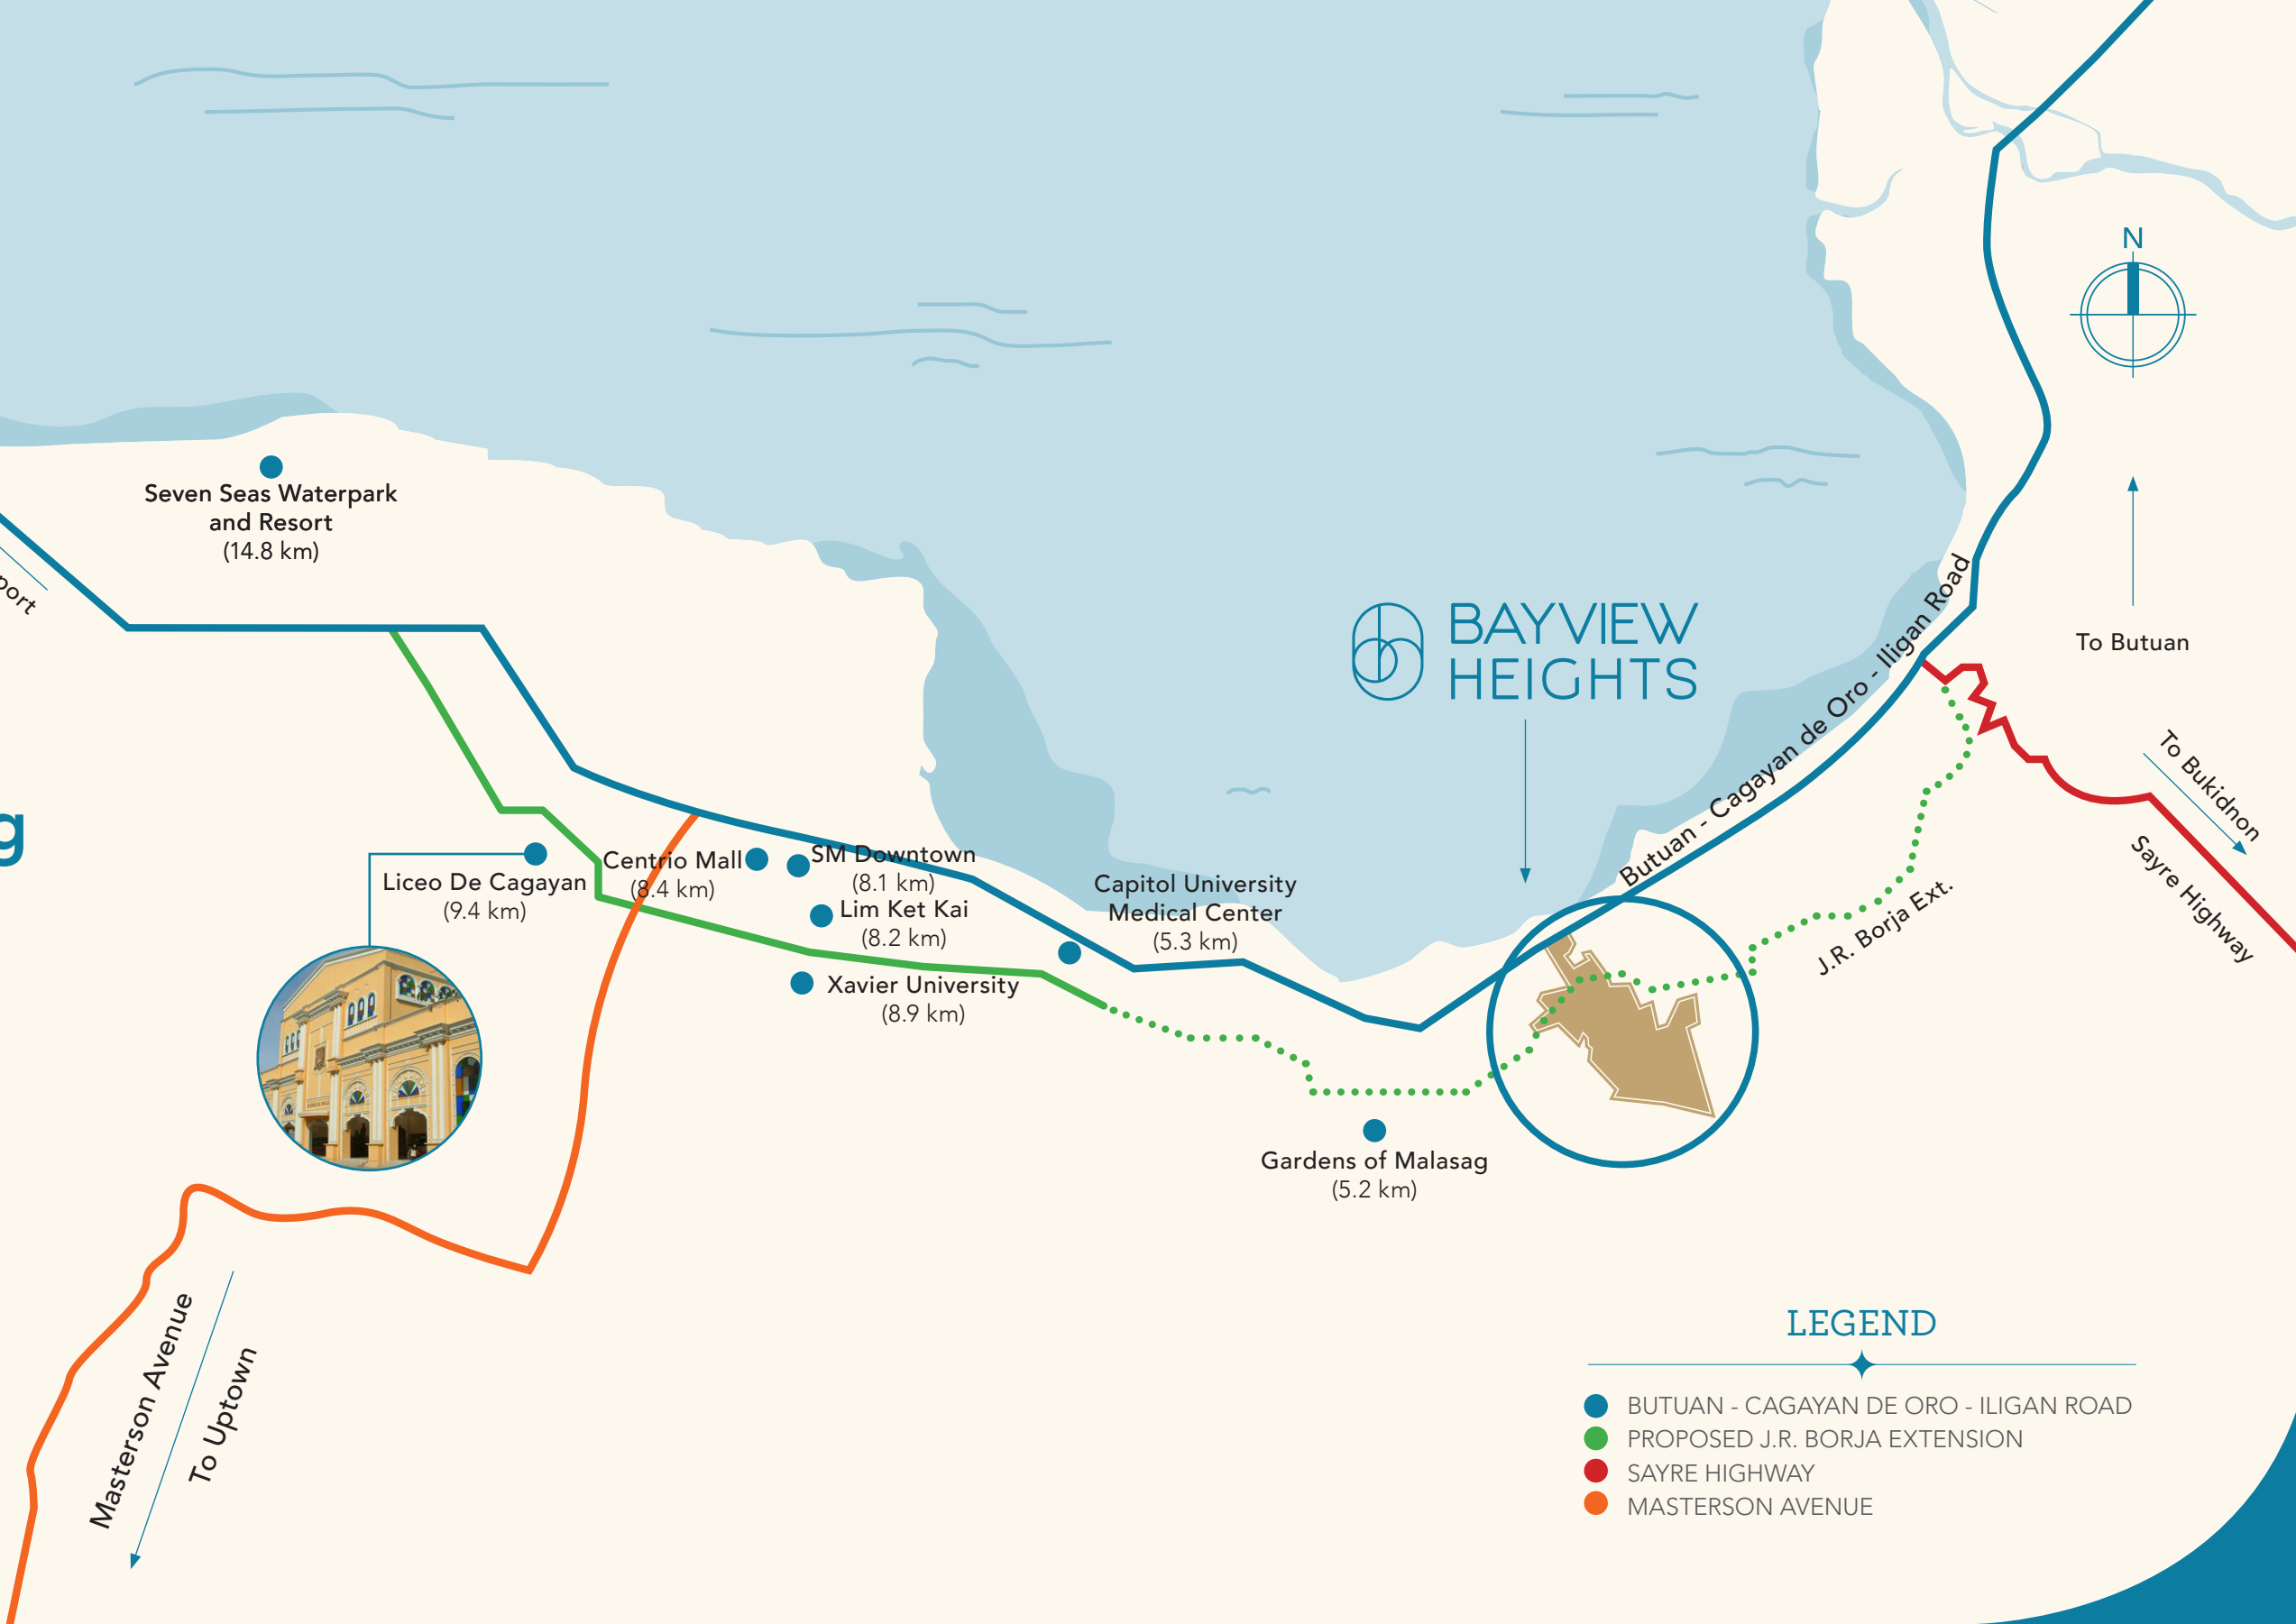 N
Seven Seas Waterpark
and Resort
(14.8 km)
port
BAYVIEW
HEIGHTS
Butuan - Cagayan de Oro - Iligan Road
To Butuan
To Bukidnon
Sayre Highway
J.R. Borja Ext.
g
Centrio Mall
(8.4 km)
SM Downtown
(8.1 km)
Liceo De Cagayan
(9.4 km)
Lim Ket Kai
(8.2 km)
Capitol University
Medical Center
(5.3 km)
Xavier University
(8.9 km)
Gardens of Malasag
(5.2 km)
Masterson Avenue
To Uptown
LEGEND
BUTUAN - CAGAYAN DE ORO - ILIGAN ROAD
PROPOSED J.R. BORJA EXTENSION
SAYRE HIGHWAY
MASTERSON AVENUE